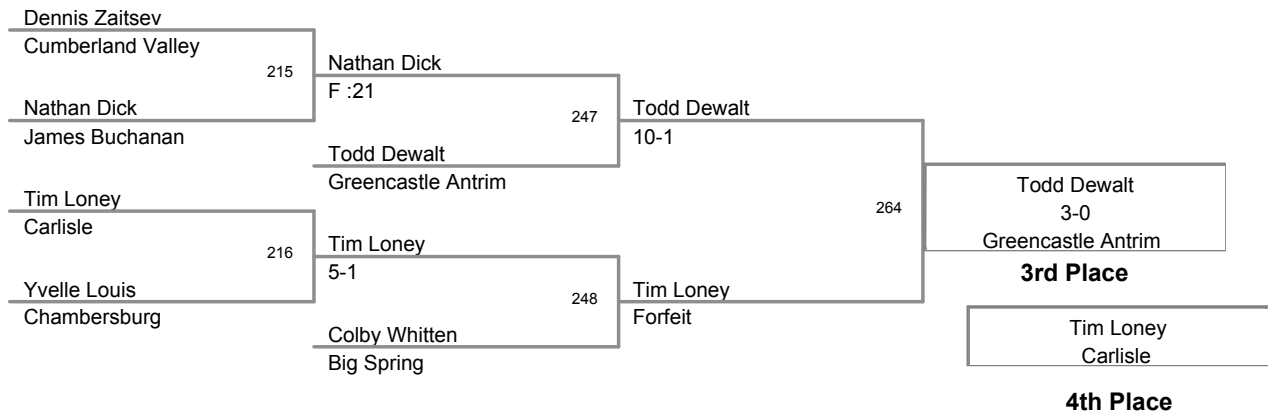 Dennis Zaitsev
Cumberland Valley
215
Nathan Dick
F :21
Nathan Dick
James Buchanan
247
Todd Dewalt
10-1
Todd Dewalt
Greencastle Antrim
Tim Loney
Carlisle
264
Todd Dewalt
3-0
Greencastle Antrim
3rd Place
216
Tim Loney
5-1
Yvelle Louis
Chambersburg
248
Tim Loney
Forfeit
Colby Whitten
Big Spring
Tim Loney
Carlisle
4th Place